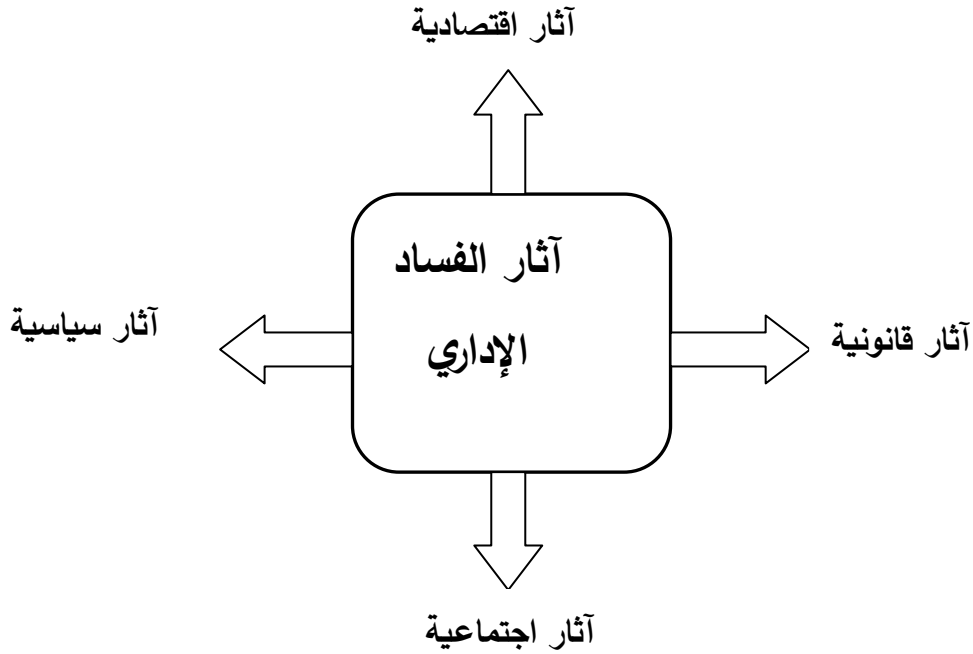 آثار اقتصادية
آثار الفساد
الإداري
آثار قانونية
آثار سياسية
آثار اجتماعية